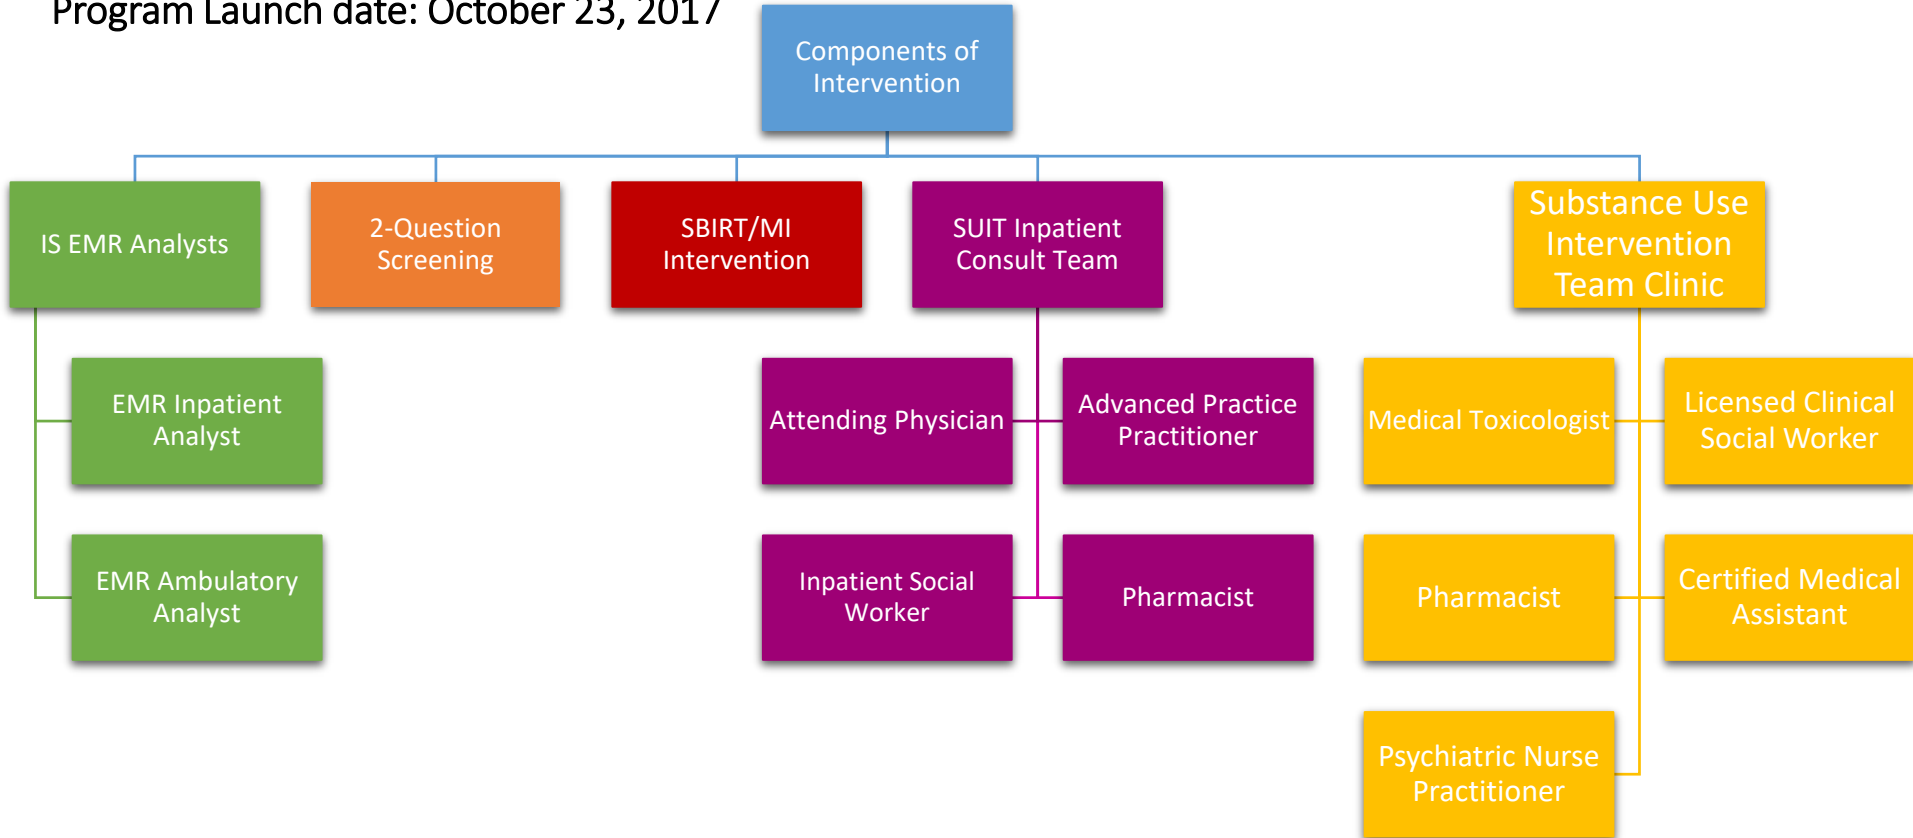 Program Launch date: October 23, 2017
Components of
Intervention
IS EMR Analysts
2-Question
Screening
SBIRT/MI
Intervention
SUIT Inpatient
Consult Team
Substance Use
Intervention
Team Clinic
EMR Inpatient
Analyst
Attending Physician
Advanced Practice
Practitioner
Medical Toxicologist
Licensed Clinical
Social Worker
EMR Ambulatory
Analyst
Inpatient Social
Worker
Pharmacist
Pharmacist
Certified Medical
Assistant
Psychiatric Nurse
Practitioner